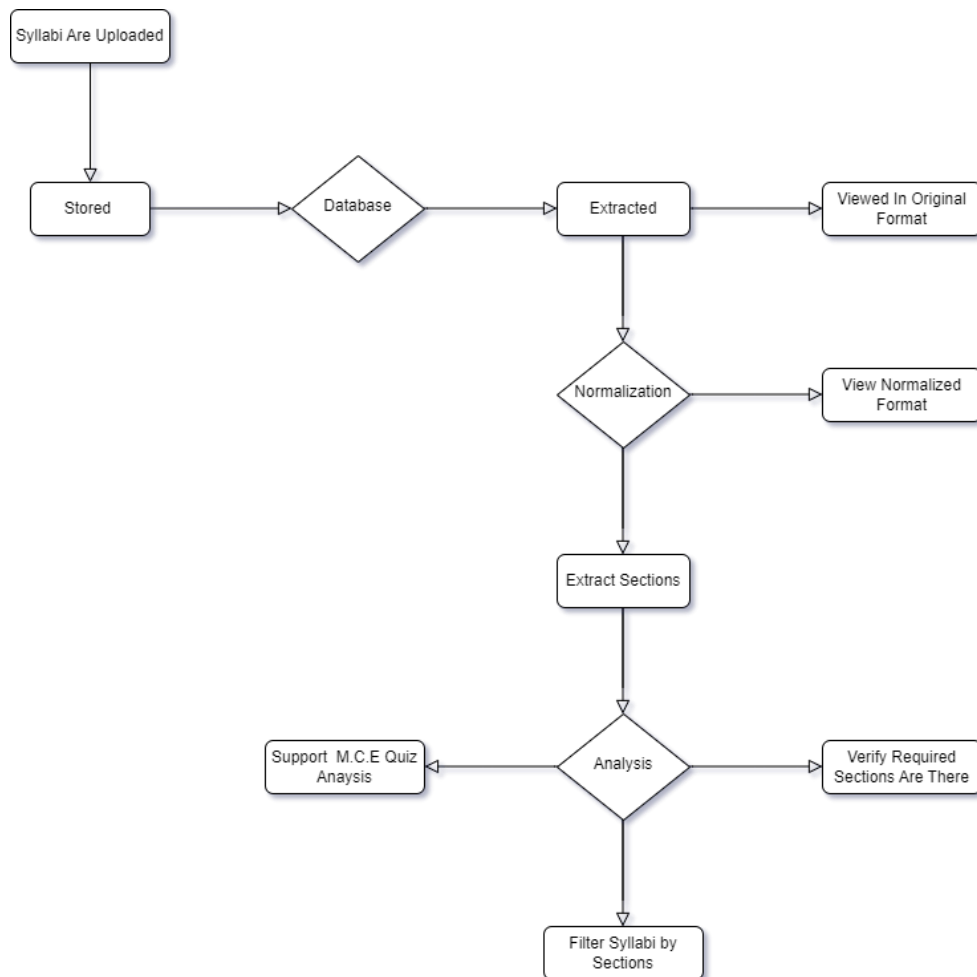 Syllabi Are Uploaded
Stored
Database
Extracted
Viewed In Original
Format
Normalization
View Normalized
Format
Extract Sections
Support M.C.E Quiz
Anaysis
Analysis
Verify Required
Sections Are There
Filter Syllabi by
Sections